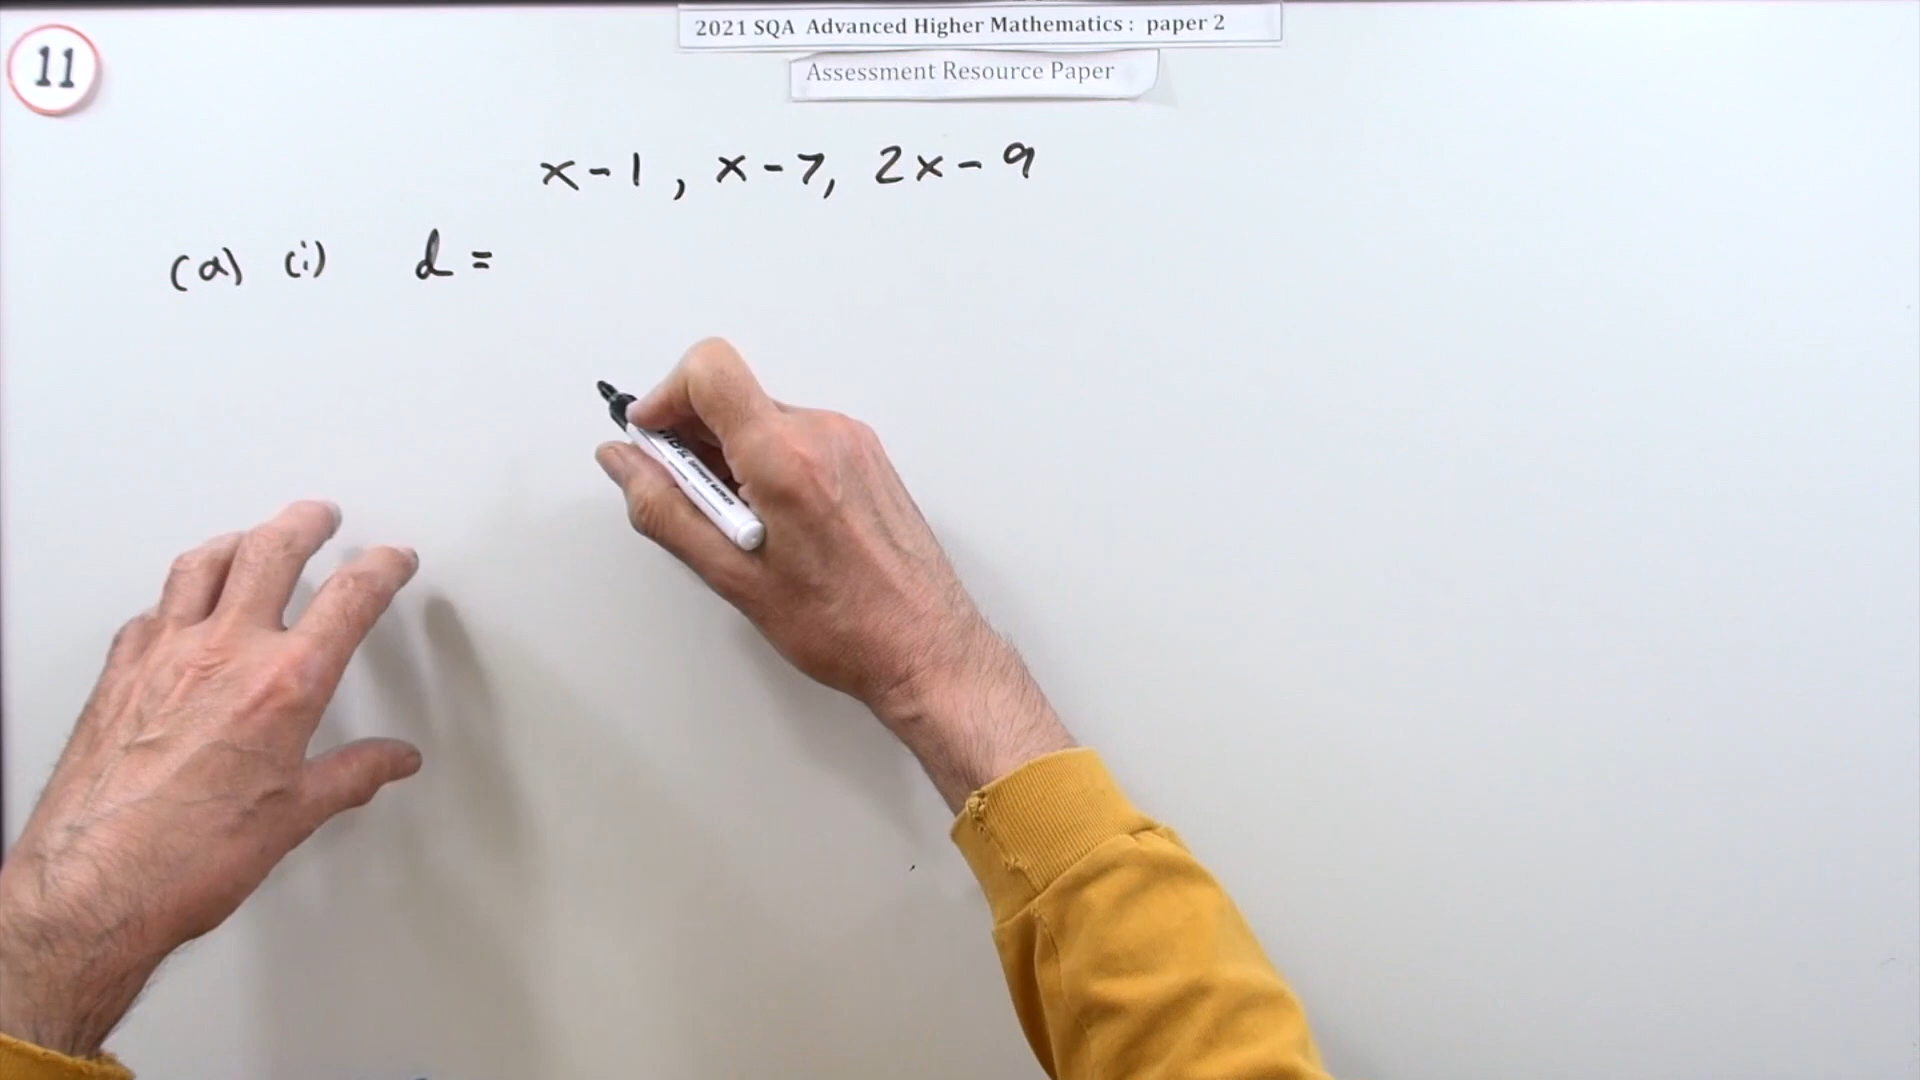 11
2021 SQA Advanced Higher Mathematics : paper 2
Assessment Resource Paper
x - 1 , x - 7, 2x - 9
(a) (i) d =